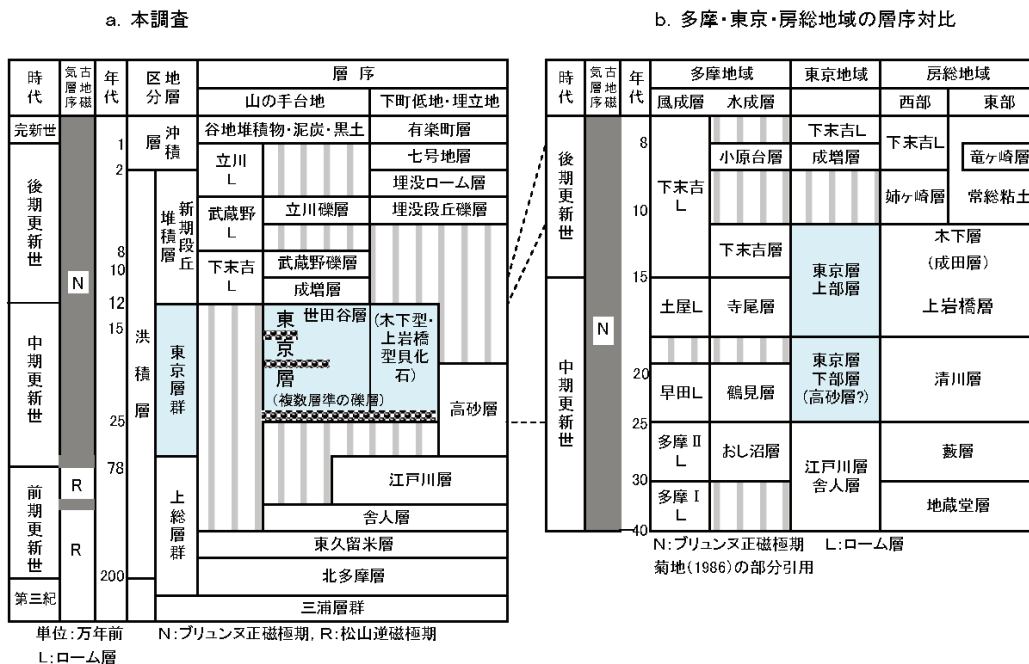 a. 本調査
時代
古地磁気層序
年代
地層区分
層 序
山の手台地
下町低地・埋立地
完新世
後期更新世
中期更新世
前期更新世
第三紀
N
R
R
1
2
8
10
12
15
25
78
200
沖積層
洪積層
新期段丘堆積層
東京層群
上総層群
谷地堆積物・泥炭・黒土
有楽町層
立川L
七号地層
埋没ローム層
武蔵野L
立川礫層
埋没段丘礫層
下末吉L
武蔵野礫層
成増層
東京層
世田谷層
(複数層準の礫層)
(木下型・上岩橋型貝化石)
高砂層
江戸川層
舎人層
東久留米層
北多摩層
三浦層群
単位:万年前 N:ブリュンヌ正磁極期, R:松山逆磁極期
L:ローム層
b. 多摩・東京・房総地域の層序対比
時代
古地磁気層序
年代
多摩地域
東京地域
房総地域
風成層
水成層
西部
東部
後期更新世
中期更新世
N
8
10
15
20
25
30
40
下末吉L
小原台層
下末吉層
土屋L
寺尾層
早田L
鶴見層
多摩ⅡL
おし沼層
多摩ⅠL
下末吉L
成増層
東京層上部層
東京層下部層(高砂層?)
江戸川層
舎人層
下末吉L
竜ヶ崎層
姉ヶ崎層
常総粘土
木下層
(成田層)
上岩橋層
清川層
藪層
地蔵堂層
N:ブリュンヌ正磁極期 L:ローム層
菊地(1986)の部分引用